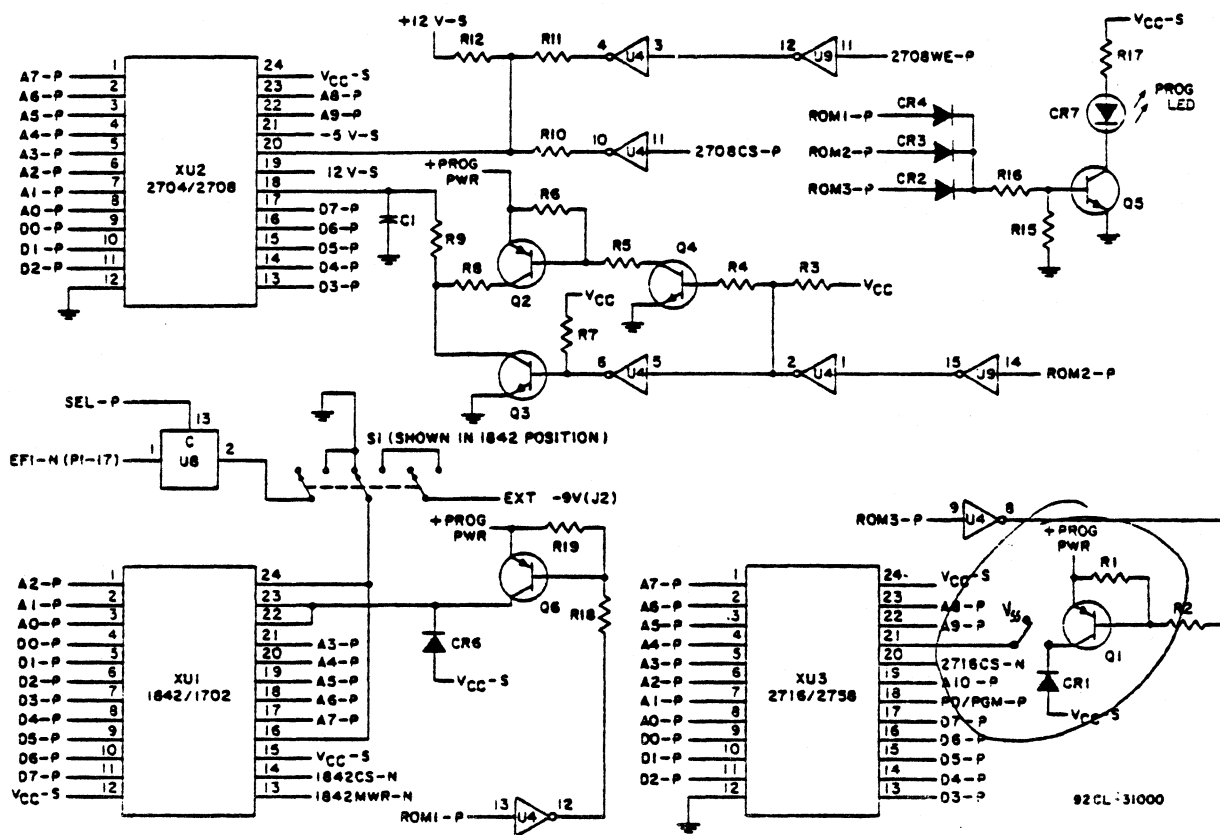 +12 V-S
R12
R11
4
U4
3
12
U9
11
2708WE-P
VCC-S
R17
CR7
PROG
LED
CR4
ROM1-P
CR3
ROM2-P
CR2
ROM3-P
R16
R15
Q5
A7-P 1
A6-P 2
A5-P 3
A4-P 4
A3-P 5
A2-P 6
A1-P 7
A0-P 8
D0-P 9
D1-P 10
D2-P 11
12
XU2
2704/2708
24 VCC-S
23 A8-P
22 A9-P
21 -5 V-S
20
19 12V-S
18
17 D7-P
16 D6-P
15 D5-P
14 D4-P
13 D3-P
R10
10
U4
11
2708CS-P
+PROG
PWR
R6
C1
R9
R8
Q2
R5
Q4
R4
R3
VCC
VCC
R7
Q3
6
U4
5
2
U4
1
15
U9
14
ROM2-P
SEL-P
13
C
U8
EF1-N (P1-17)
1
2
S1 (SHOWN IN 1842 POSITION)
EXT -9V(J2)
+PROG
PWR
R19
Q6
R18
CR6
VCC-S
A2-P 1
A1-P 2
A0-P 3
D0-P 4
D1-P 5
D2-P 6
D3-P 7
D4-P 8
D5-P 9
D6-P 10
D7-P 11
VCC-S 12
XU1
1842/1702
24
23
22
21 A3-P
20 A4-P
19 A5-P
18 A6-P
17 A7-P
16
15 VCC-S
14 1842CS-N
13 1842MWR-N
ROM1-P
13
U4
12
ROM3-P
9
U4
8
+PROG
PWR
R1
R2
Q1
CR1
VCC-S
VSS
A7-P 1
A6-P 2
A5-P 3
A4-P 4
A3-P 5
A2-P 6
A1-P 7
A0-P 8
D0-P 9
D1-P 10
D2-P 11
12
XU3
2716/2758
24 VCC-S
23 A8-P
22 A9-P
21
20 2716CS-N
19 A10-P
18 PD/PGM-P
17 D7-P
16 D6-P
15 D5-P
14 D4-P
13 D3-P
92CL-31000